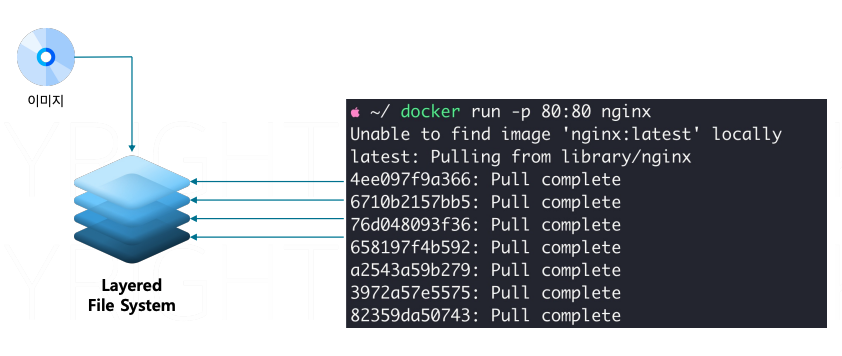 이미지
Layered
File System
~/ docker run -p 80:80 nginx
Unable to find image 'nginx:latest' locally
latest: Pulling from library/nginx
4ee097f9a366: Pull complete
6710b2157bb5: Pull complete
76d048093f36: Pull complete
658197f4b592: Pull complete
a2543a59b279: Pull complete
3972a57e5575: Pull complete
82359da50743: Pull complete